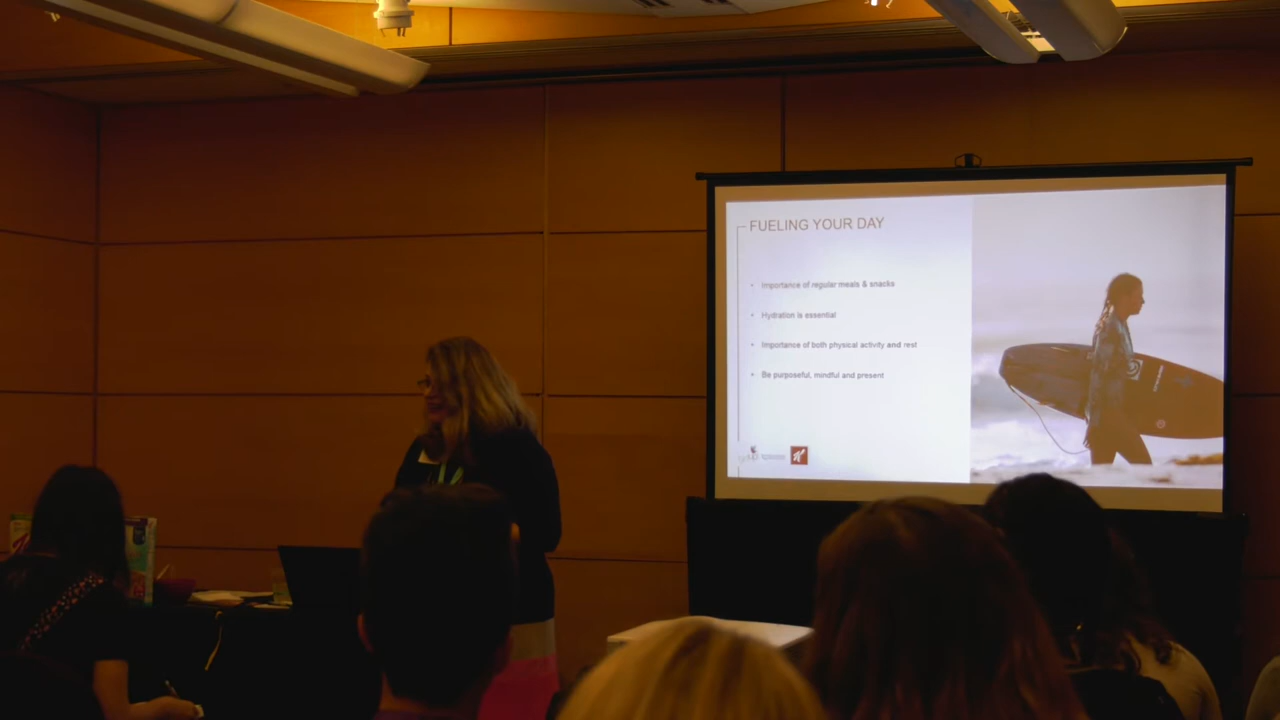 FUELING YOUR DAY
• Importance of regular meals & snacks
• Hydration is essential
• Importance of both physical activity and rest
• Be purposeful, mindful and present